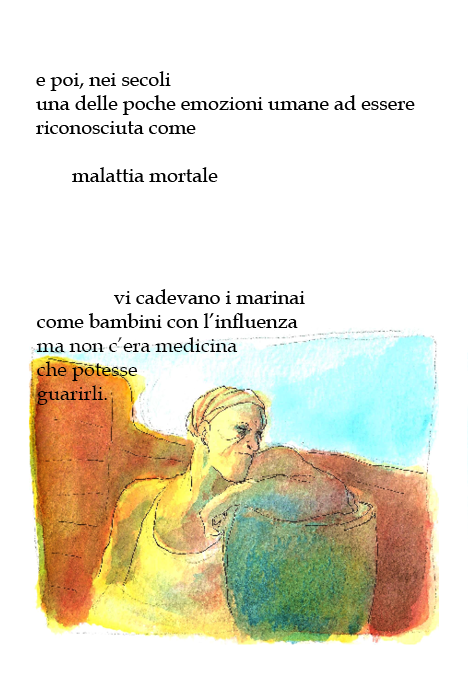 e poi, nei secoli
una delle poche emozioni umane ad essere
riconosciuta come
malattia mortale
vi cadevano i marinai
come bambini con l'influenza
ma non c'era medicina
che potesse
guarirli.